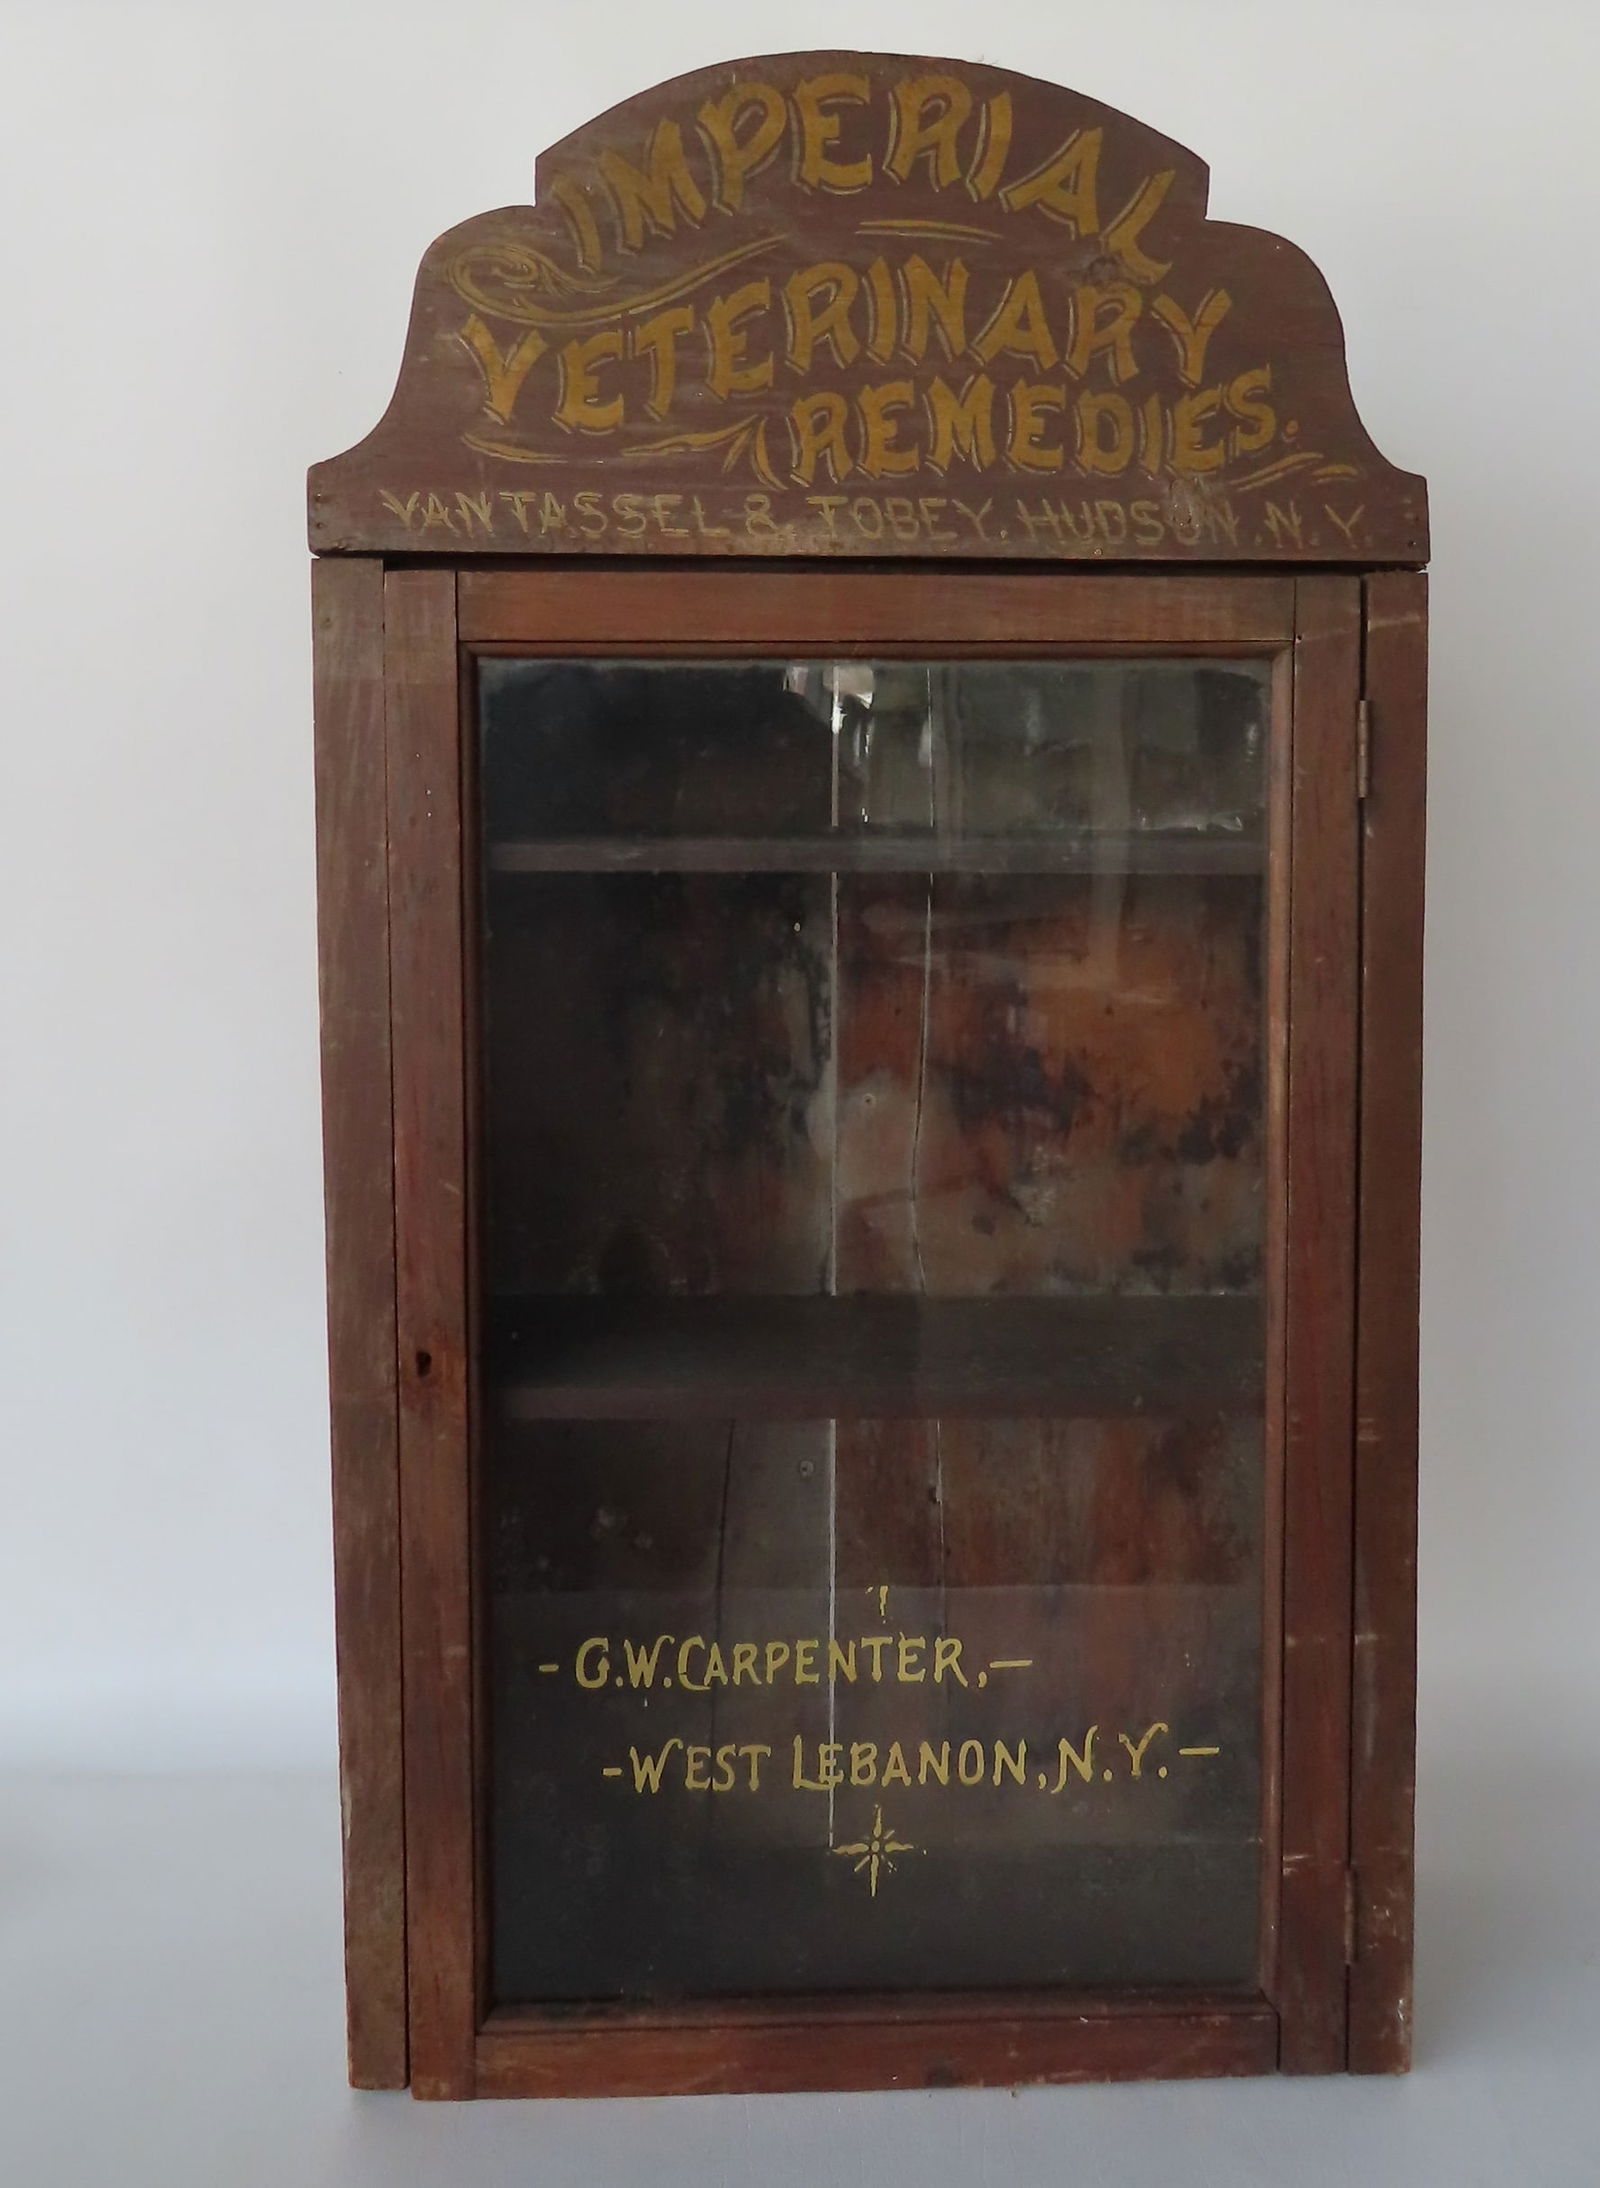 IMPERIAL
VETERINARY
REMEDIES.
VAN TASSEL & TOBEY. HUDSON. N.Y.
- G.W. CARPENTER, -
- WEST LEBANON, N.Y. -